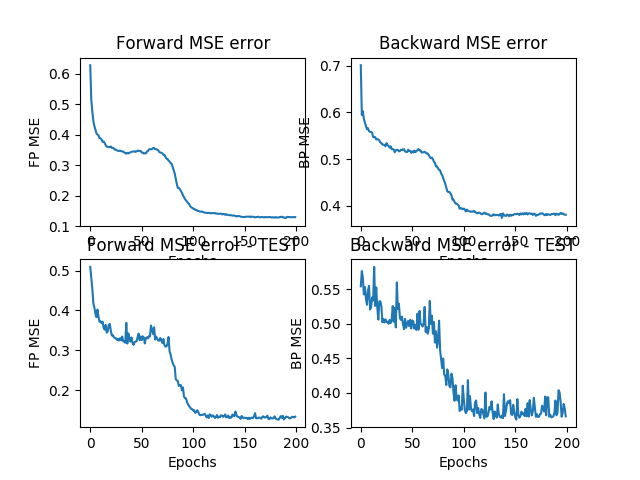 Forward MSE error
Backward MSE error
FP MSE
0.6
0.5
0.4
0.3
0.2
0.1
0 50 100 150 200
Epochs
BP MSE
0.7
0.6
0.5
0.4
0 50 100 150 200
Forward MSE error - TEST
Backward MSE error - TEST
FP MSE
0.5
0.4
0.3
0.2
0 50 100 150 200
Epochs
BP MSE
0.55
0.50
0.45
0.40
0.35
0 50 100 150 200
Epochs